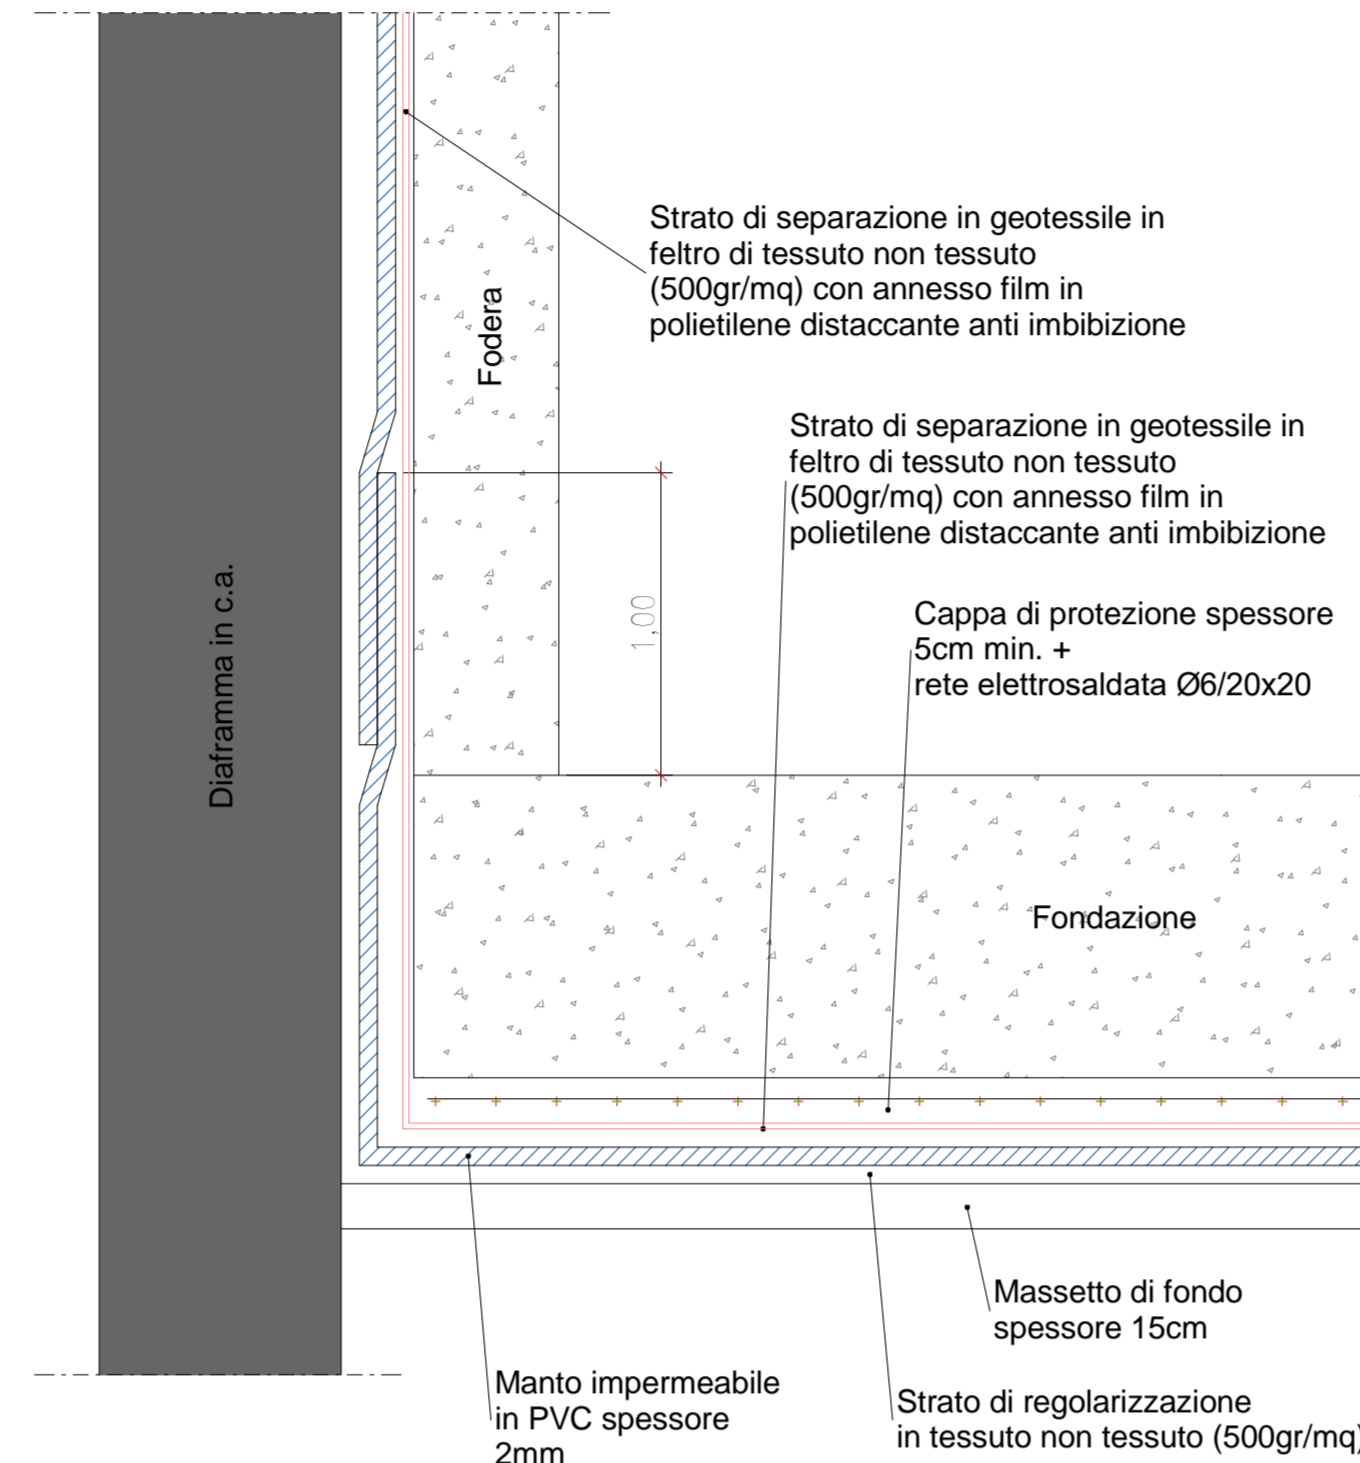 Strato di separazione in geotessile in
feltro di tessuto non tessuto
(500gr/mq) con annesso film in
polietilene distaccante anti imbibizione
Fodera
Strato di separazione in geotessile in
feltro di tessuto non tessuto
(500gr/mq) con annesso film in
polietilene distaccante anti imbibizione
Diaframma in c.a.
1,00
Cappa di protezione spessore
5cm min. +
rete elettrosaldata Ø6/20x20
Fondazione
Massetto di fondo
spessore 15cm
Manto impermeabile
in PVC spessore
2mm
Strato di regolarizzazione
in tessuto non tessuto (500gr/mq)